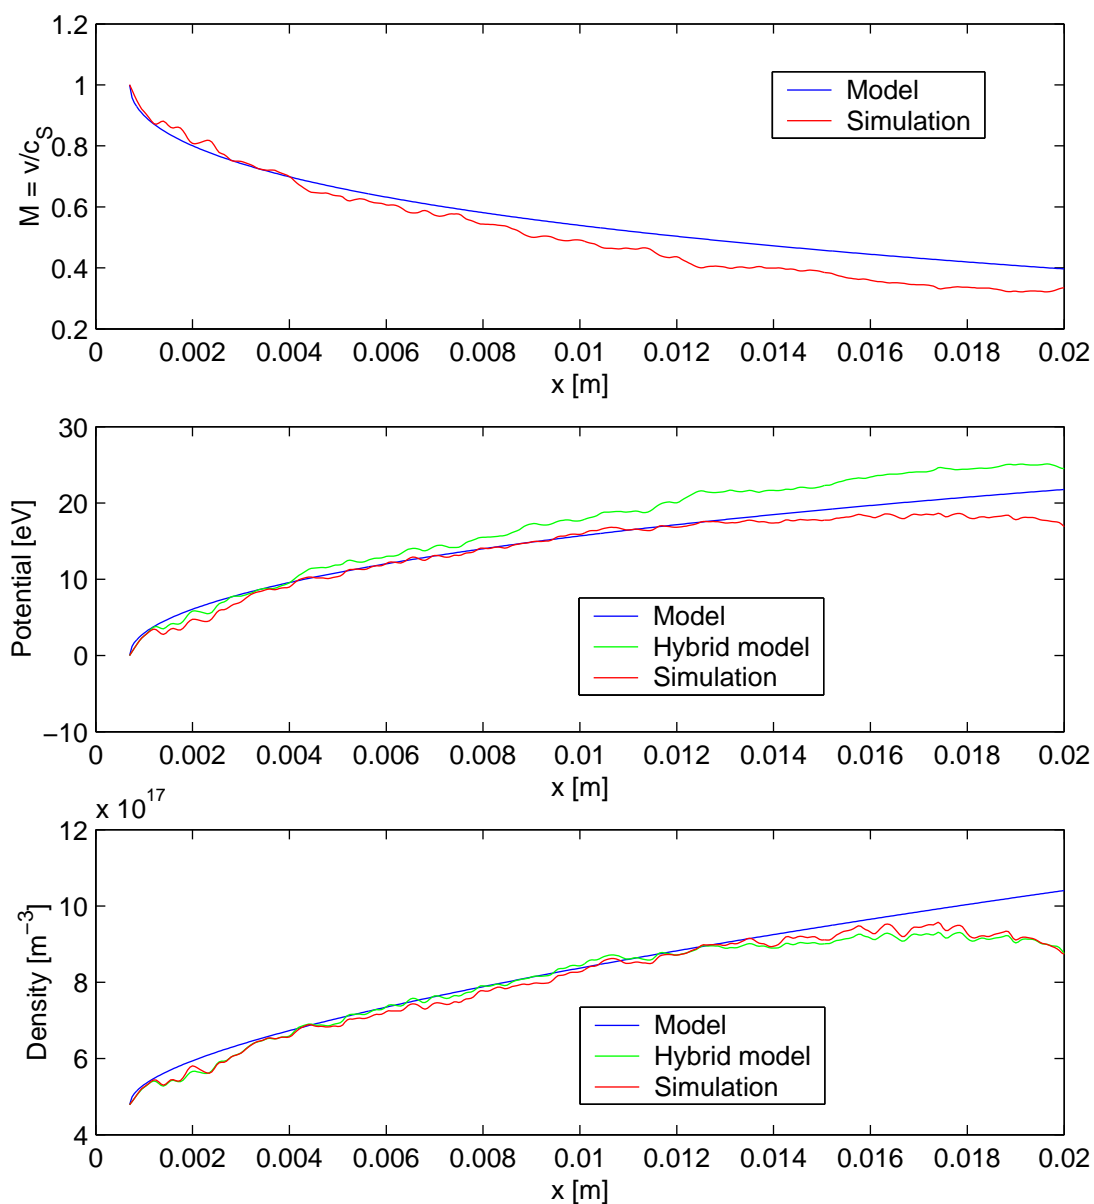 1.2
1
0.8
0.6
0.4
0.2
M = v/c_S
Model
Simulation
0 0.002 0.004 0.006 0.008 0.01 0.012 0.014 0.016 0.018 0.02
x [m]
30
20
10
0
−10
Potential [eV]
Model
Hybrid model
Simulation
0 0.002 0.004 0.006 0.008 0.01 0.012 0.014 0.016 0.018 0.02
x [m]
x 10^17
12
10
8
6
4
Density [m^−3]
Model
Hybrid model
Simulation
0 0.002 0.004 0.006 0.008 0.01 0.012 0.014 0.016 0.018 0.02
x [m]